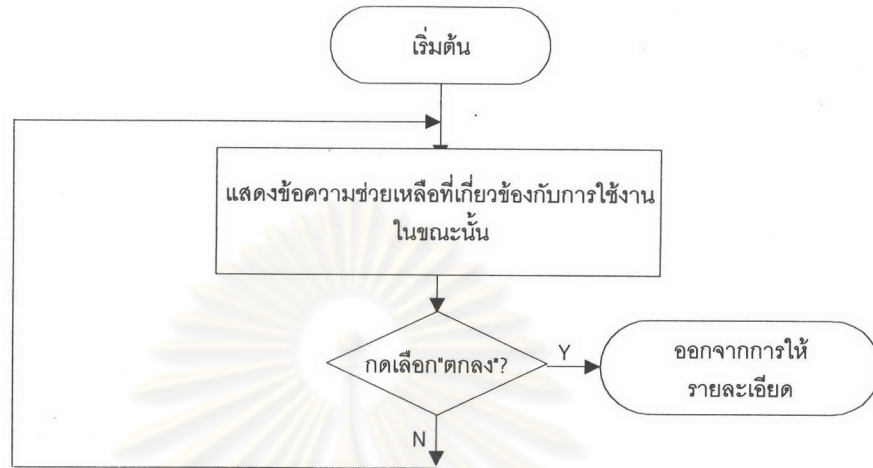 เริ่มต้น
แสดงข้อความช่วยเหลือที่เกี่ยวข้องกับการใช้งาน
ในขณะนั้น
กดเลือก"ตกลง"?
Y
ออกจากการให้
รายละเอียด
N